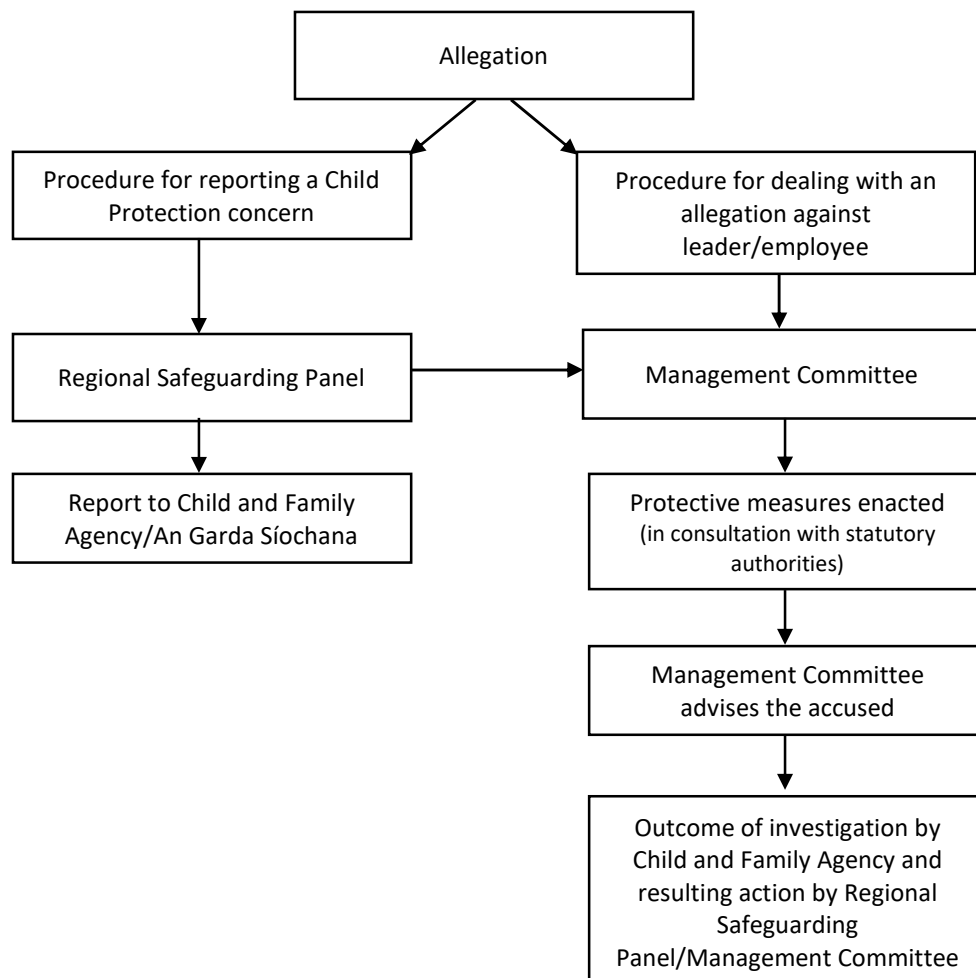 Allegation
Procedure for reporting a Child
Protection concern
Procedure for dealing with an
allegation against
leader/employee
Regional Safeguarding Panel
Management Committee
Report to Child and Family
Agency/An Garda Síochana
Protective measures enacted
(in consultation with statutory
authorities)
Management Committee
advises the accused
Outcome of investigation by
Child and Family Agency and
resulting action by Regional
Safeguarding
Panel/Management Committee